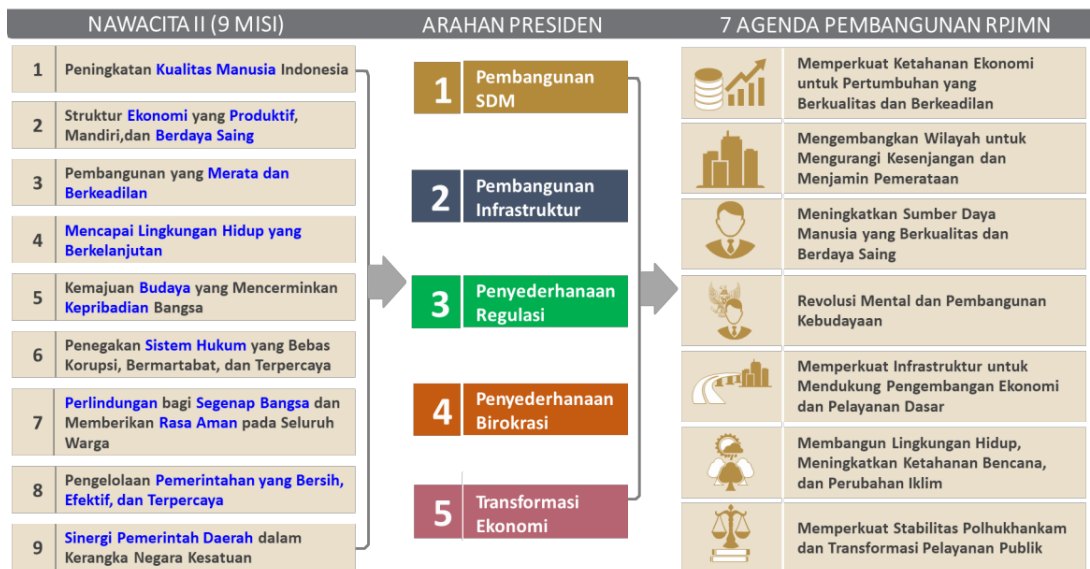 NAWACITA II (9 MISI)
ARAHAN PRESIDEN
7 AGENDA PEMBANGUNAN RPJMN
1
Peningkatan Kualitas Manusia Indonesia
2
Struktur Ekonomi yang Produktif,
Mandiri,dan Berdaya Saing
3
Pembangunan yang Merata dan
Berkeadilan
4
Mencapai Lingkungan Hidup yang
Berkelanjutan
5
Kemajuan Budaya yang Mencerminkan
Kepribadian Bangsa
6
Penegakan Sistem Hukum yang Bebas
Korupsi, Bermartabat, dan Terpercaya
7
Perlindungan bagi Segenap Bangsa dan
Memberikan Rasa Aman pada Seluruh
Warga
8
Pengelolaan Pemerintahan yang Bersih,
Efektif, dan Terpercaya
9
Sinergi Pemerintah Daerah dalam
Kerangka Negara Kesatuan
1
Pembangunan
SDM
2
Pembangunan
Infrastruktur
3
Penyederhanaan
Regulasi
4
Penyederhanaan
Birokrasi
5
Transformasi
Ekonomi
Memperkuat Ketahanan Ekonomi
untuk Pertumbuhan yang
Berkualitas dan Berkeadilan
Mengembangkan Wilayah untuk
Mengurangi Kesenjangan dan
Menjamin Pemerataan
Meningkatkan Sumber Daya
Manusia yang Berkualitas dan
Berdaya Saing
Revolusi Mental dan Pembangunan
Kebudayaan
Memperkuat Infrastruktur untuk
Mendukung Pengembangan Ekonomi
dan Pelayanan Dasar
Membangun Lingkungan Hidup,
Meningkatkan Ketahanan Bencana,
dan Perubahan Iklim
Memperkuat Stabilitas Polhukhankam
dan Transformasi Pelayanan Publik